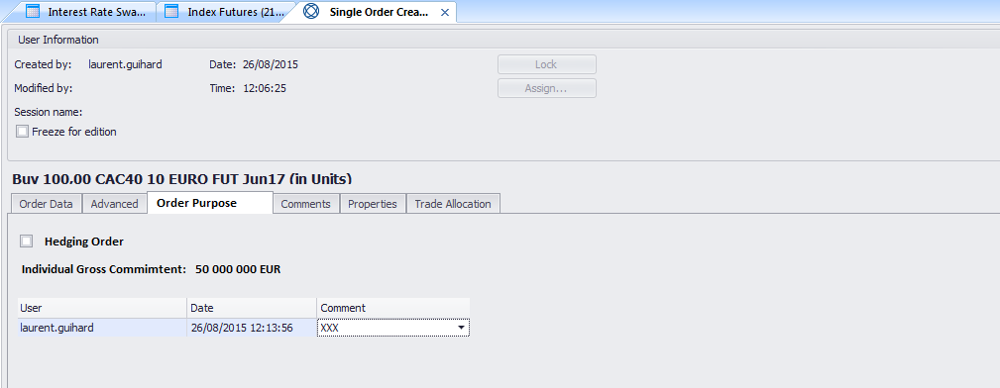 Interest Rate Swa... Index Futures (21... Single Order Crea...
User Information
Created by: laurent.guihard Date: 26/08/2015 Lock
Modified by: Time: 12:06:25 Assign...
Session name:
Freeze for edition
Buy 100.00 CAC40 10 EURO FUT Jun17 (in Units)
Order Data Advanced Order Purpose Comments Properties Trade Allocation
Hedging Order
Individual Gross Commimtent: 50 000 000 EUR
User Date Comment
laurent.guihard 26/08/2015 12:13:56 XXX